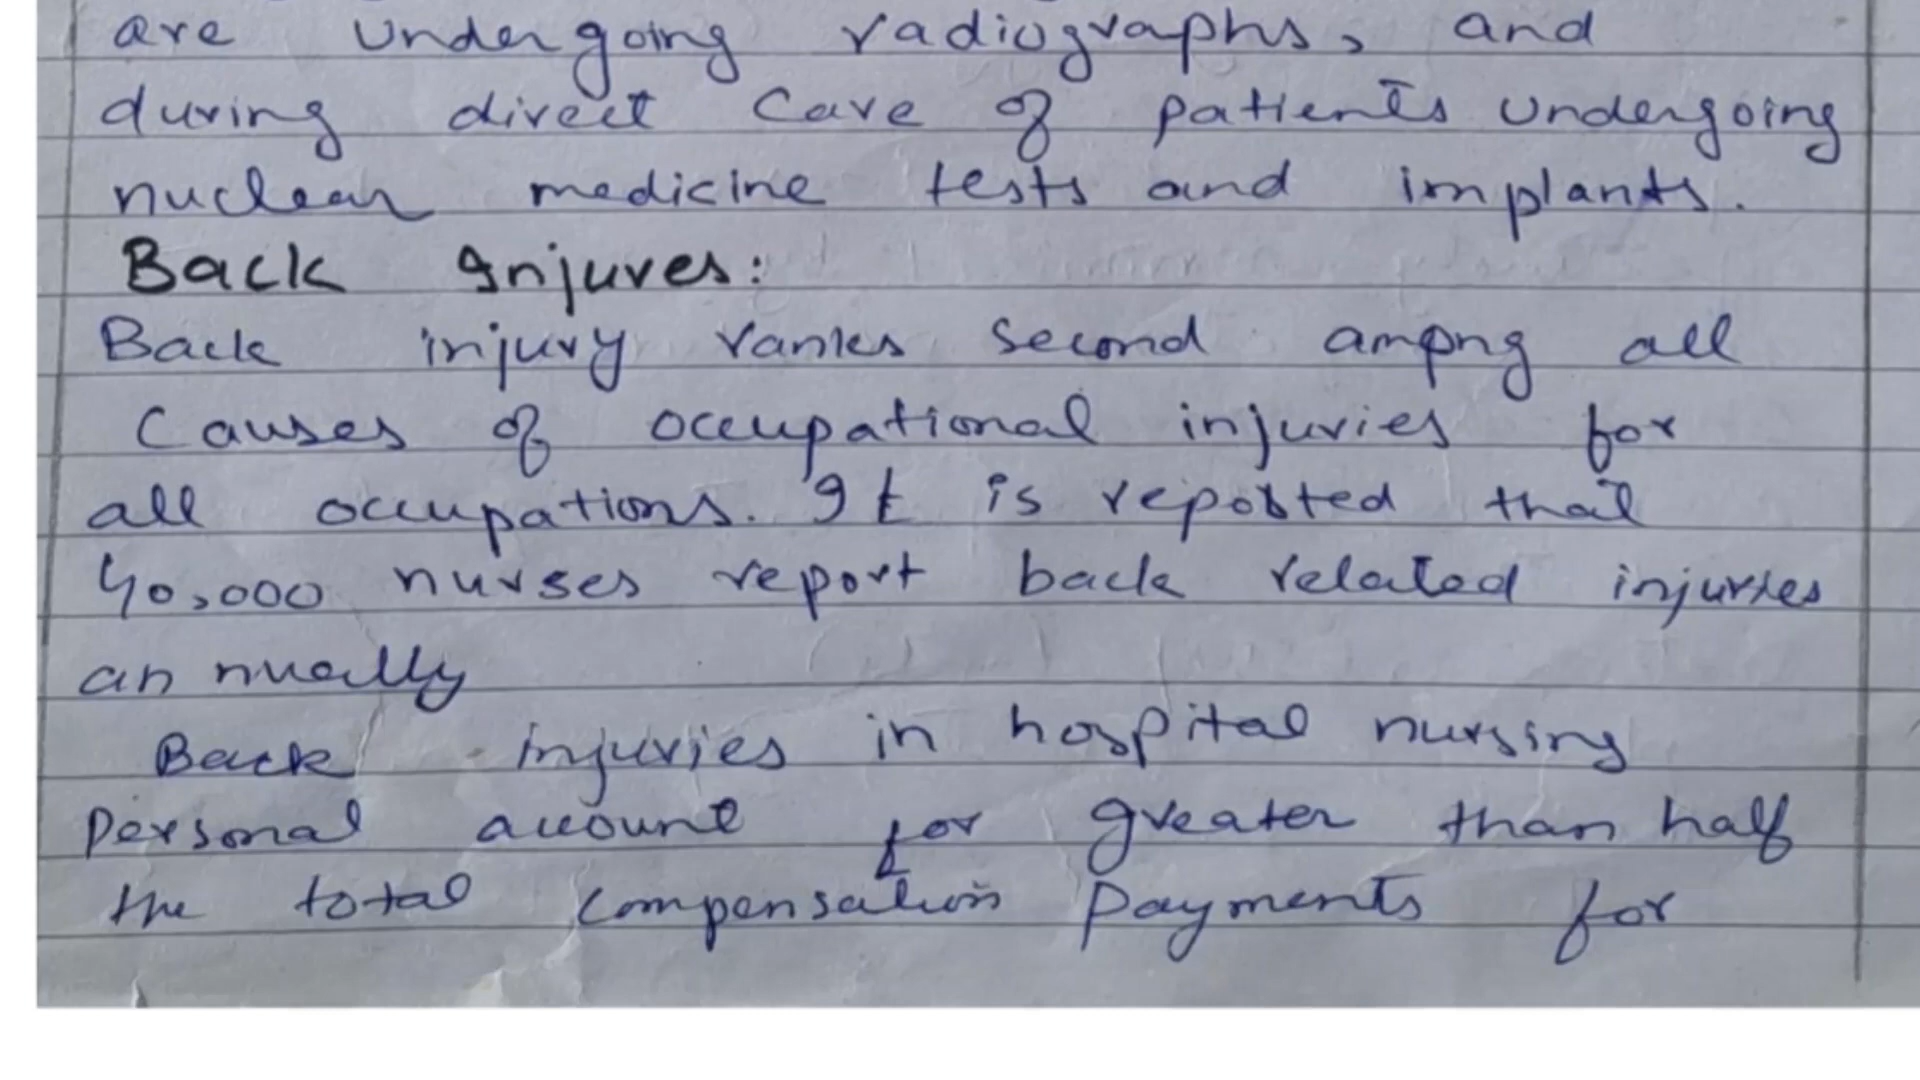 are undergoing radiographs, and
during direct care of patients undergoing
nuclear medicine tests and implants.
Back Injures:
Back injury ranks second among all
causes of occupational injuries for
all occupations. It is reported that
40,000 nurses report back related injuries
annually
Back injuries in hospital nursing
personal account for greater than half
the total compensation payments for